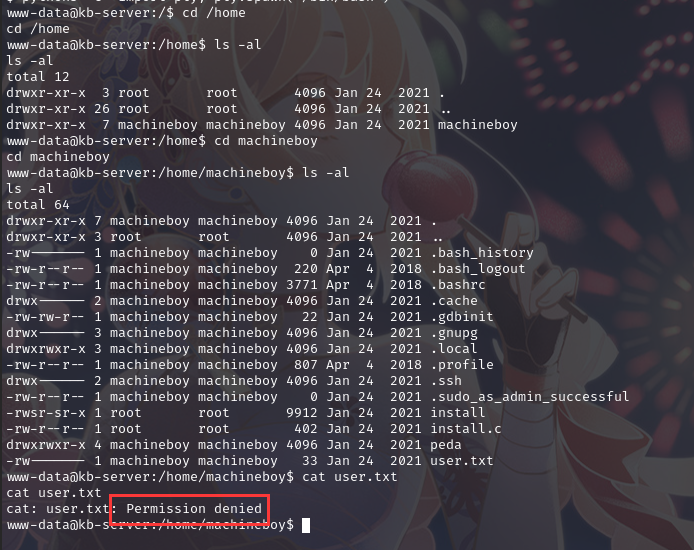 www-data@kb-server:/$ cd /home
cd /home
www-data@kb-server:/home$ ls -al
ls -al
total 12
drwxr-xr-x  3 root       root       4096 Jan 24  2021 .
drwxr-xr-x 26 root       root       4096 Jan 24  2021 ..
drwxr-xr-x  7 machineboy machineboy 4096 Jan 24  2021 machineboy
www-data@kb-server:/home$ cd machineboy
cd machineboy
www-data@kb-server:/home/machineboy$ ls -al
ls -al
total 64
drwxr-xr-x 7 machineboy machineboy 4096 Jan 24  2021 .
drwxr-xr-x 3 root       root       4096 Jan 24  2021 ..
-rw------- 1 machineboy machineboy    0 Jan 24  2021 .bash_history
-rw-r--r-- 1 machineboy machineboy  220 Apr  4  2018 .bash_logout
-rw-r--r-- 1 machineboy machineboy 3771 Apr  4  2018 .bashrc
drwx------ 2 machineboy machineboy 4096 Jan 24  2021 .cache
-rw-rw-r-- 1 machineboy machineboy   22 Jan 24  2021 .gdbinit
drwx------ 3 machineboy machineboy 4096 Jan 24  2021 .gnupg
drwxrwxr-x 3 machineboy machineboy 4096 Jan 24  2021 .local
-rw-r--r-- 1 machineboy machineboy  807 Apr  4  2018 .profile
drwx------ 2 machineboy machineboy 4096 Jan 24  2021 .ssh
-rw-r--r-- 1 machineboy machineboy    0 Jan 24  2021 .sudo_as_admin_successful
-rwsr-sr-x 1 root       root       9912 Jan 24  2021 install
-rw-r--r-- 1 root       root        402 Jan 24  2021 install.c
drwxrwxr-x 4 machineboy machineboy 4096 Jan 24  2021 peda
-rw------- 1 machineboy machineboy   33 Jan 24  2021 user.txt
www-data@kb-server:/home/machineboy$ cat user.txt
cat user.txt
cat: user.txt: Permission denied
www-data@kb-server:/home/machineboy$